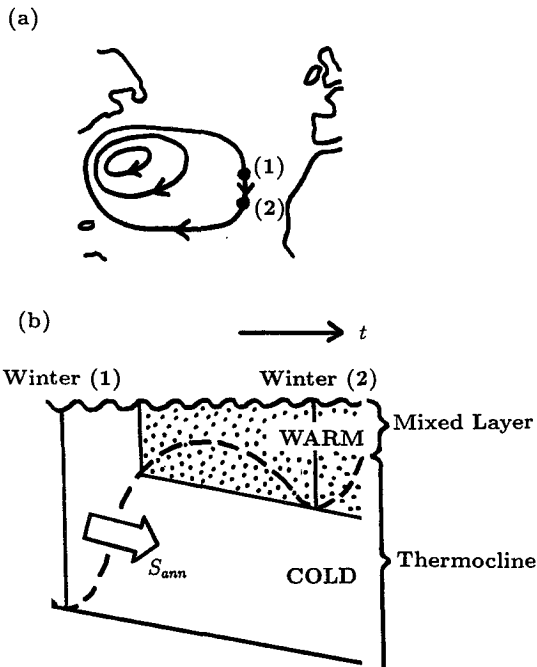 (a)
(1)
(2)
(b)
t
Winter (1) Winter (2)
WARM
Mixed Layer
S_ann
COLD
Thermocline